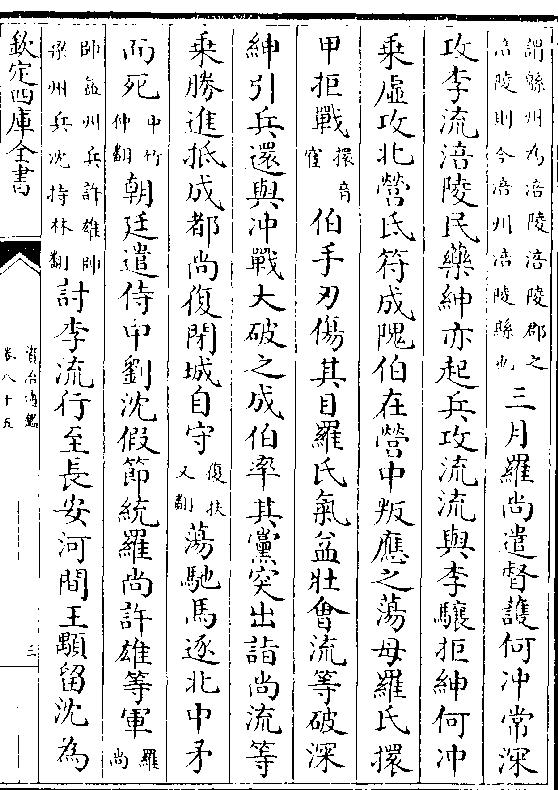 謂緜州為涪陵涪陵郡之
涪陵則今涪州涪陵縣也
三月羅尚遣督護何冲常深
攻李流涪陵民藥紳亦起兵攻流流與李驤拒紳何冲
乘虛攻北營氐符成隗伯在營中叛應之蕩母羅氏擐
甲拒戰擐音宦伯手刃傷其目羅氏氣益壯會流等破深
紳引兵還與冲戰大破之成伯率其黨突出詣尚流等
乘勝進抵成都尚復閉城自守復扶又翻蕩馳馬逐北中矛
而死中竹仲翻朝廷遣侍中劉沈假節統羅尚許雄等軍羅尚
帥益州兵許雄帥梁州兵沈持林翻討李流行至長安河間王顒留沈為
欽定四庫全書
資治通鑑
卷八十五
三